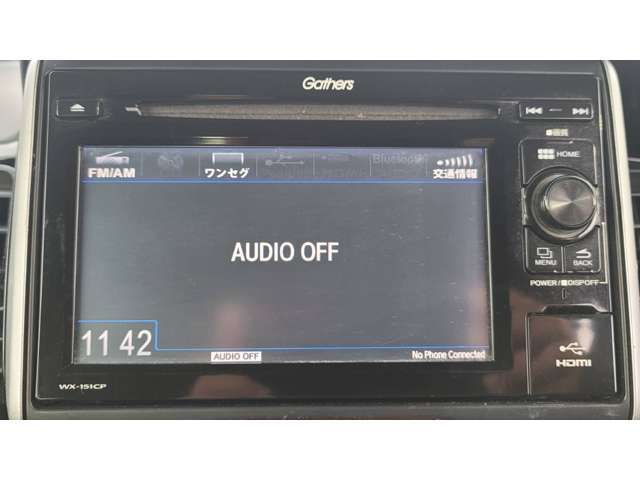 Gathers
FM/AM
ワンセグ
Bluetooth
交通情報
HOME
AUDIO OFF
MENU
BACK
POWER/DISP OFF
11 42
AUDIO OFF
No Phone Connected
HDMI
WX-151CP